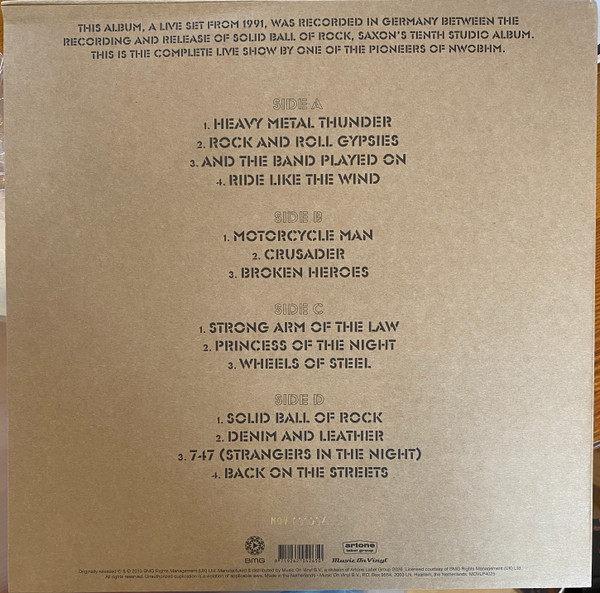 THIS ALBUM, A LIVE SET FROM 1991, WAS RECORDED IN GERMANY BETWEEN THE
RECORDING AND RELEASE OF SOLID BALL OF ROCK, SAXON'S TENTH STUDIO ALBUM.
THIS IS THE COMPLETE LIVE SHOW BY ONE OF THE PIONEERS OF NWOBHM.
SIDE A
1. HEAVY METAL THUNDER
2. ROCK AND ROLL GYPSIES
3. AND THE BAND PLAYED ON
4. RIDE LIKE THE WIND
SIDE B
1. MOTORCYCLE MAN
2. CRUSADER
3. BROKEN HEROES
SIDE C
1. STRONG ARM OF THE LAW
2. PRINCESS OF THE NIGHT
3. WHEELS OF STEEL
SIDE D
1. SOLID BALL OF ROCK
2. DENIM AND LEATHER
3. 747 (STRANGERS IN THE NIGHT)
4. BACK ON THE STREETS
BMG
Music On Vinyl
artone
label group